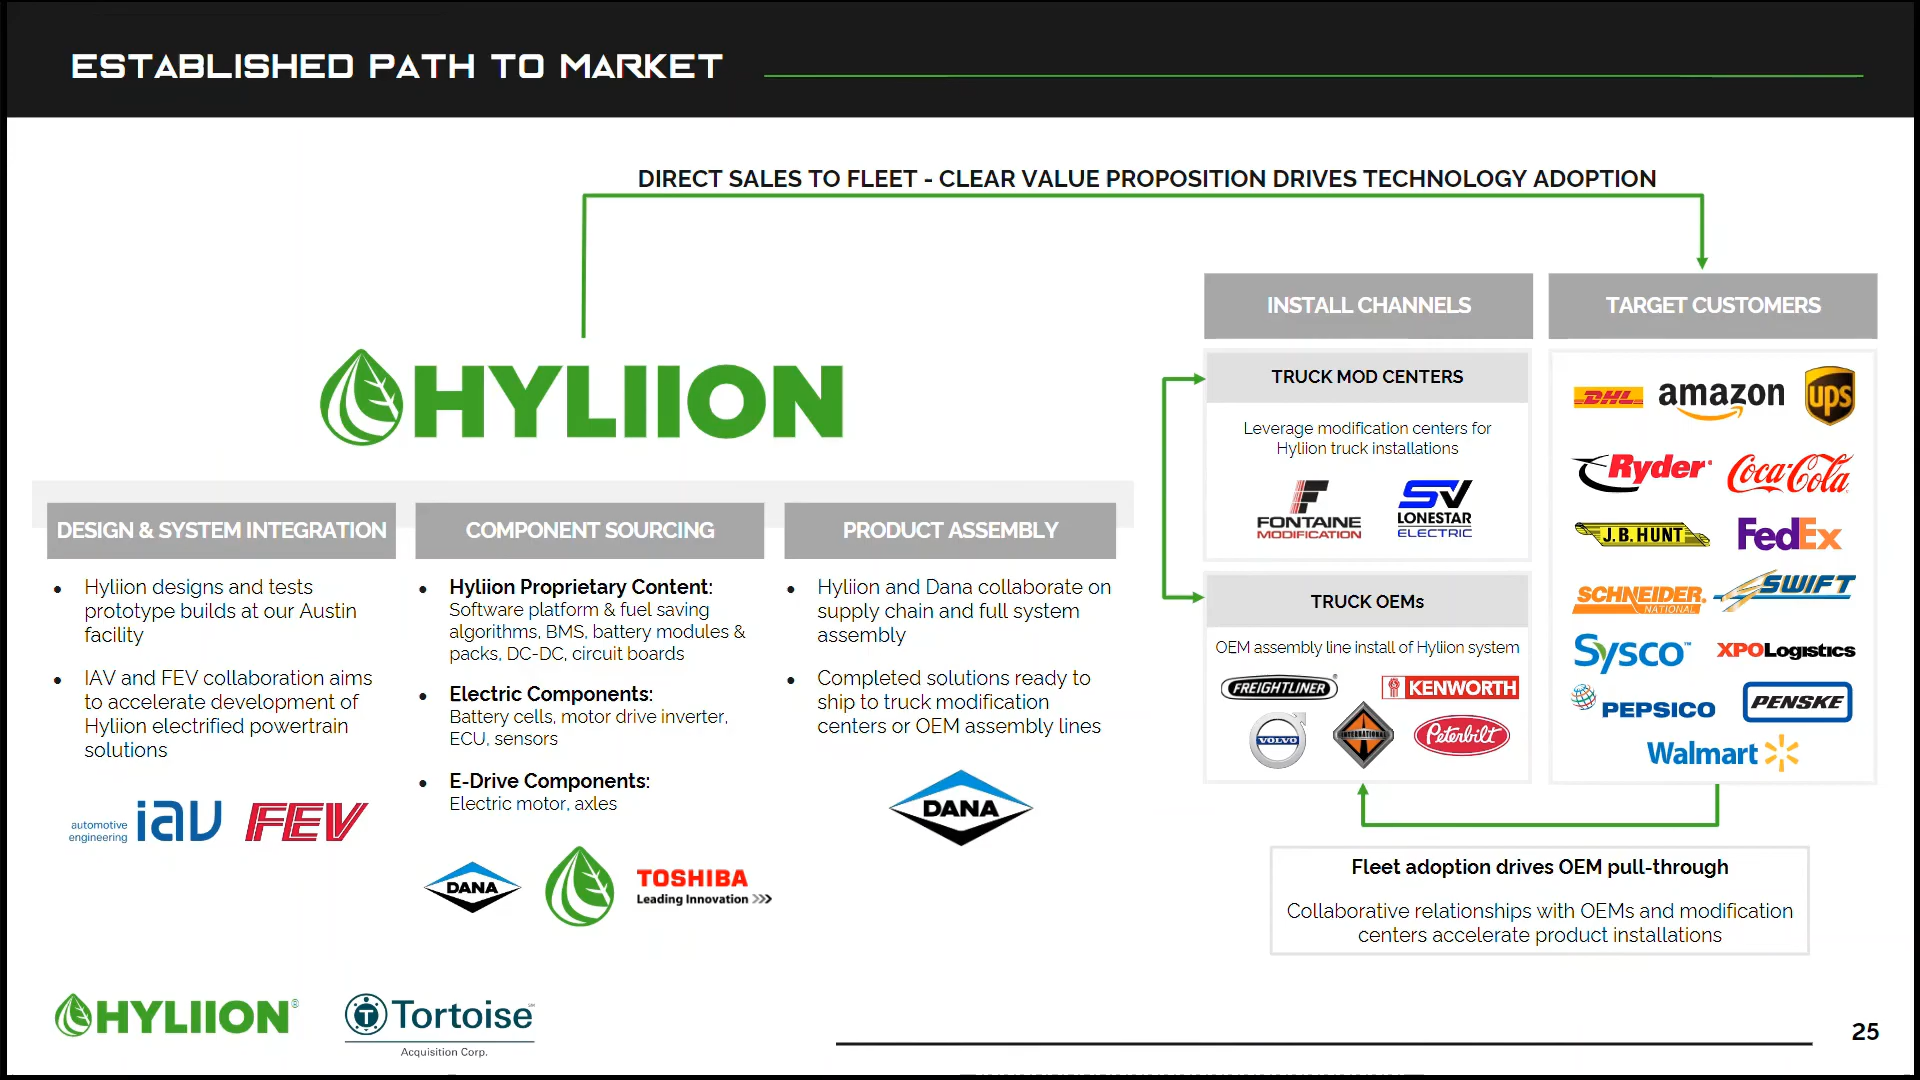 ESTABLISHED PATH TO MARKET
DIRECT SALES TO FLEET - CLEAR VALUE PROPOSITION DRIVES TECHNOLOGY ADOPTION
HYLIION
DESIGN & SYSTEM INTEGRATION
• Hyliion designs and tests
prototype builds at our Austin
facility
• IAV and FEV collaboration aims
to accelerate development of
Hyliion electrified powertrain
solutions
automotive
engineering
iav
FEV
COMPONENT SOURCING
• Hyliion Proprietary Content:
Software platform & fuel saving
algorithms, BMS, battery modules &
packs, DC-DC, circuit boards
• Electric Components:
Battery cells, motor drive inverter,
ECU, sensors
• E-Drive Components:
Electric motor, axles
DANA
TOSHIBA
Leading Innovation >>>
PRODUCT ASSEMBLY
• Hyliion and Dana collaborate on
supply chain and full system
assembly
• Completed solutions ready to
ship to truck modification
centers or OEM assembly lines
DANA
INSTALL CHANNELS
TRUCK MOD CENTERS
Leverage modification centers for
Hyliion truck installations
FONTAINE
MODIFICATION
SV
LONESTAR
ELECTRIC
TRUCK OEMs
OEM assembly line install of Hyliion system
FREIGHTLINER
KENWORTH
VOLVO
INTERNATIONAL
Peterbilt
TARGET CUSTOMERS
DHL
amazon
ups
Ryder
Coca-Cola
J.B. HUNT
FedEx
SCHNEIDER
NATIONAL
SWIFT
Sysco™
XPOLogistics
PEPSICO
PENSKE
Walmart
Fleet adoption drives OEM pull-through
Collaborative relationships with OEMs and modification
centers accelerate product installations
HYLIION®
Tortoise℠
Acquisition Corp.
25